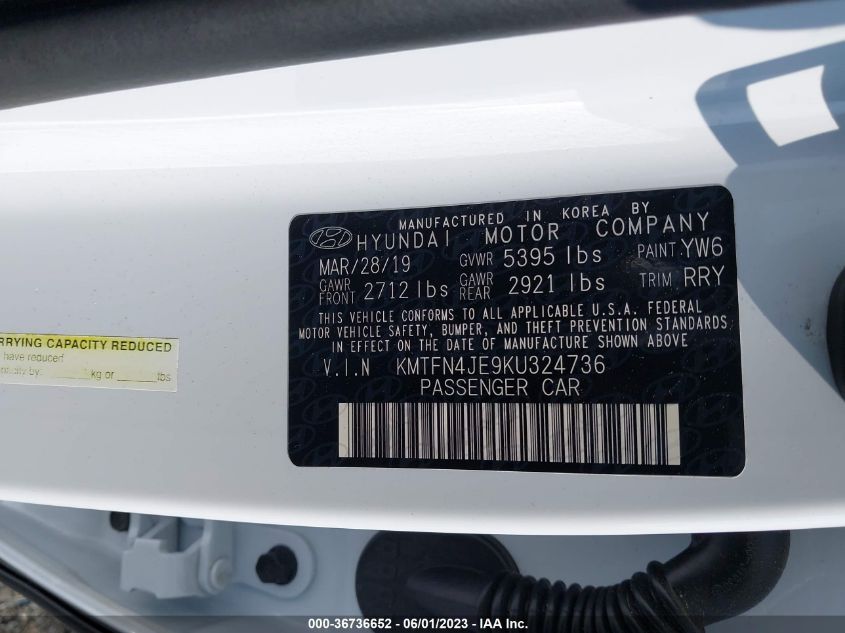 MANUFACTURED IN KOREA BY
HYUNDAI MOTOR COMPANY
MAR/28/19 GVWR 5395 lbs PAINT YW6
GAWR FRONT 2712 lbs GAWR REAR 2921 lbs TRIM RRY
THIS VEHICLE CONFORMS TO ALL APPLICABLE U.S.A. FEDERAL
MOTOR VEHICLE SAFETY, BUMPER, AND THEFT PREVENTION STANDARDS
IN EFFECT ON THE DATE OF MANUFACTURE SHOWN ABOVE
V.I.N KMTFN4JE9KU324736
PASSENGER CAR
RRYING CAPACITY REDUCED
have reduced
kg or lbs
000-36736652 / 06/01/2023 - IAA Inc.